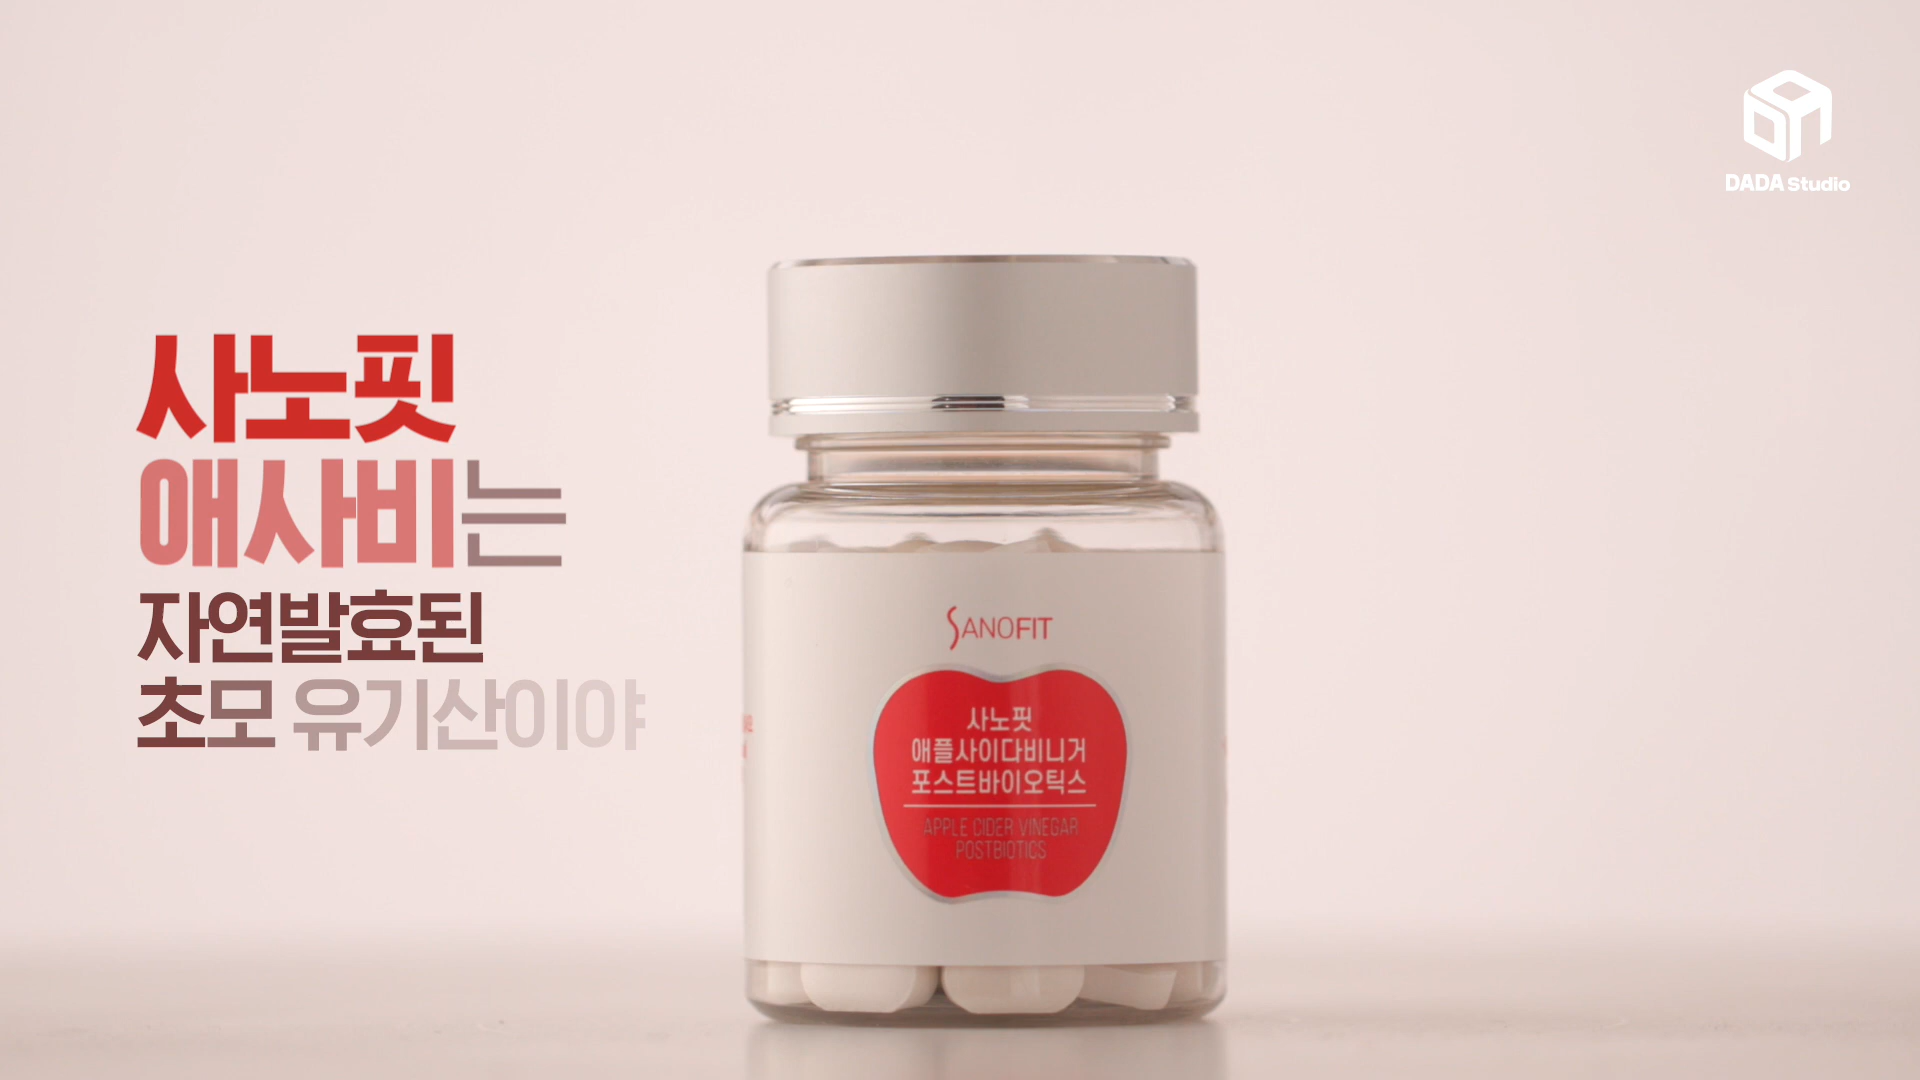 DADA Studio
사노핏
애사비는
자연발효된
초모 유기산이야
SANOFIT
사노핏
애플사이다비니거
포스트바이오틱스
APPLE CIDER VINEGAR
POSTBIOTICS